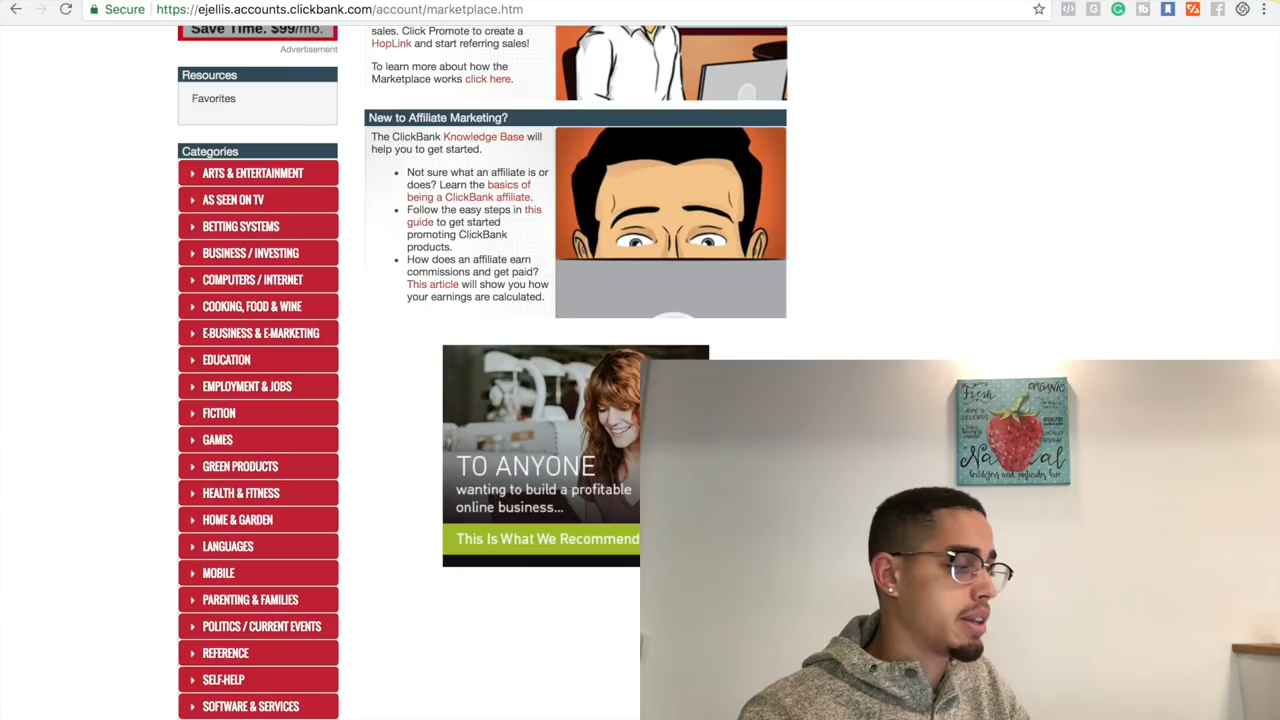 Secure
https://ejellis.accounts.clickbank.com/account/marketplace.htm
Save Time. $99/mo.
Advertisement
Resources
Favorites
Categories
ARTS & ENTERTAINMENT
AS SEEN ON TV
BETTING SYSTEMS
BUSINESS / INVESTING
COMPUTERS / INTERNET
COOKING, FOOD & WINE
E-BUSINESS & E-MARKETING
EDUCATION
EMPLOYMENT & JOBS
FICTION
GAMES
GREEN PRODUCTS
HEALTH & FITNESS
HOME & GARDEN
LANGUAGES
MOBILE
PARENTING & FAMILIES
POLITICS / CURRENT EVENTS
REFERENCE
SELF-HELP
SOFTWARE & SERVICES
sales. Click Promote to create a
HopLink and start referring sales!
To learn more about how the
Marketplace works click here.
New to Affiliate Marketing?
The ClickBank Knowledge Base will
help you to get started.
Not sure what an affiliate is or
does? Learn the basics of
being a ClickBank affiliate.
Follow the easy steps in this
guide to get started
promoting ClickBank
products.
How does an affiliate earn
commissions and get paid?
This article will show you how
your earnings are calculated.
TO ANYONE
wanting to build a profitable
online business...
This Is What We Recommend
Fresh
ORGANIC
Na al